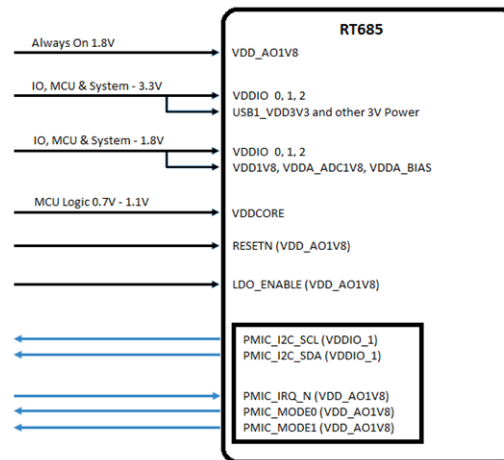 RT685
Always On 1.8V
VDD_AO1V8
IO, MCU & System - 3.3V
VDDIO 0, 1, 2
USB1_VDD3V3 and other 3V Power
IO, MCU & System - 1.8V
VDDIO 0, 1, 2
VDD1V8, VDDA_ADC1V8, VDDA_BIAS
MCU Logic 0.7V - 1.1V
VDDCORE
RESETN (VDD_AO1V8)
LDO_ENABLE (VDD_AO1V8)
PMIC_I2C_SCL (VDDIO_1)
PMIC_I2C_SDA (VDDIO_1)
PMIC_IRQ_N (VDD_AO1V8)
PMIC_MODE0 (VDD_AO1V8)
PMIC_MODE1 (VDD_AO1V8)